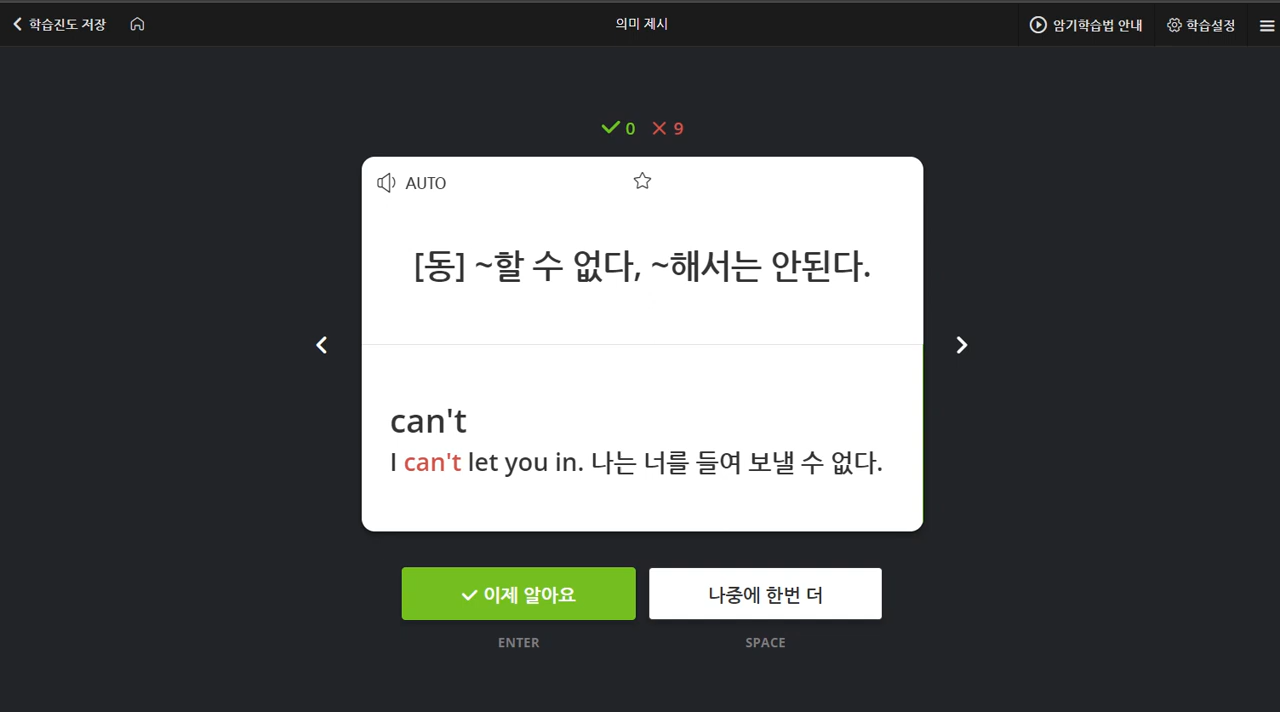 학습진도 저장
의미 제시
암기학습법 안내
학습설정
0 9
AUTO
[동] ~할 수 없다, ~해서는 안된다.
can't
I can't let you in. 나는 너를 들여 보낼 수 없다.
이제 알아요
나중에 한번 더
ENTER
SPACE